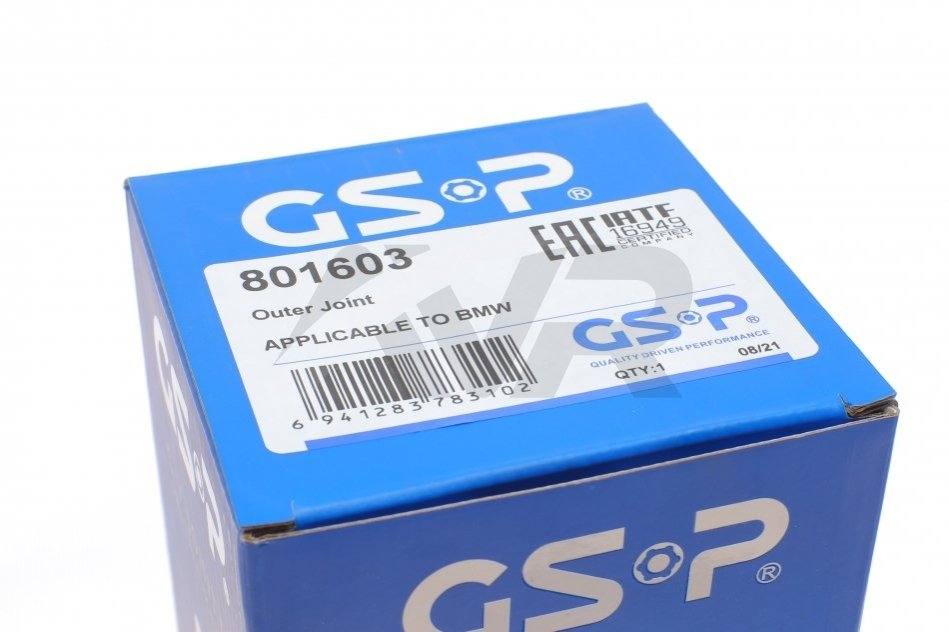 GSP®
801603
Outer Joint
APPLICABLE TO BMW
EAC
IATF
16949
CERTIFIED
COMPANY
GSP®
QUALITY DRIVEN PERFORMANCE
QTY:1
08/21
6 941283 783102
GSP®
GSP